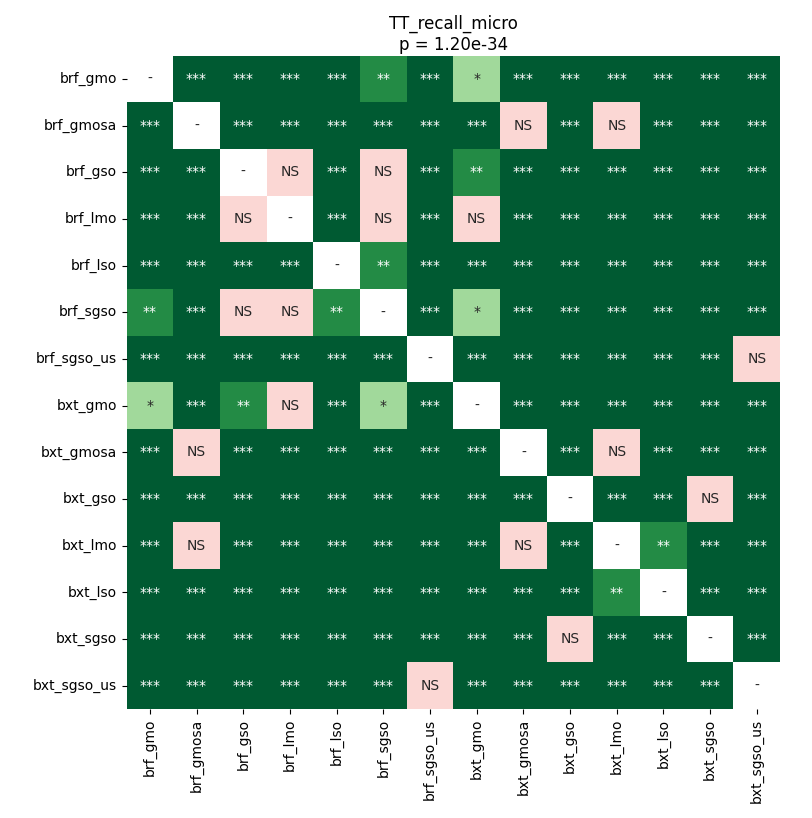 TT_recall_micro
p = 1.20e-34
brf_gmo - *** *** *** *** ** *** * *** *** *** *** *** ***
brf_gmosa *** - *** *** *** *** *** *** NS *** NS *** *** ***
brf_gso *** *** - NS *** NS *** ** *** *** *** *** *** ***
brf_lmo *** *** NS - *** NS *** NS *** *** *** *** *** ***
brf_lso *** *** *** *** - ** *** *** *** *** *** *** *** ***
brf_sgso ** *** NS NS ** - *** * *** *** *** *** *** ***
brf_sgso_us *** *** *** *** *** *** - *** *** *** *** *** *** NS
bxt_gmo * *** ** NS *** * *** - *** *** *** *** *** ***
bxt_gmosa *** NS *** *** *** *** *** *** - *** NS *** *** ***
bxt_gso *** *** *** *** *** *** *** *** *** - *** *** NS ***
bxt_lmo *** NS *** *** *** *** *** *** NS *** - ** *** ***
bxt_lso *** *** *** *** *** *** *** *** *** *** ** - *** ***
bxt_sgso *** *** *** *** *** *** *** *** *** NS *** *** - ***
bxt_sgso_us *** *** *** *** *** *** NS *** *** *** *** *** *** -
brf_gmo brf_gmosa brf_gso brf_lmo brf_lso brf_sgso brf_sgso_us bxt_gmo bxt_gmosa bxt_gso bxt_lmo bxt_lso bxt_sgso bxt_sgso_us